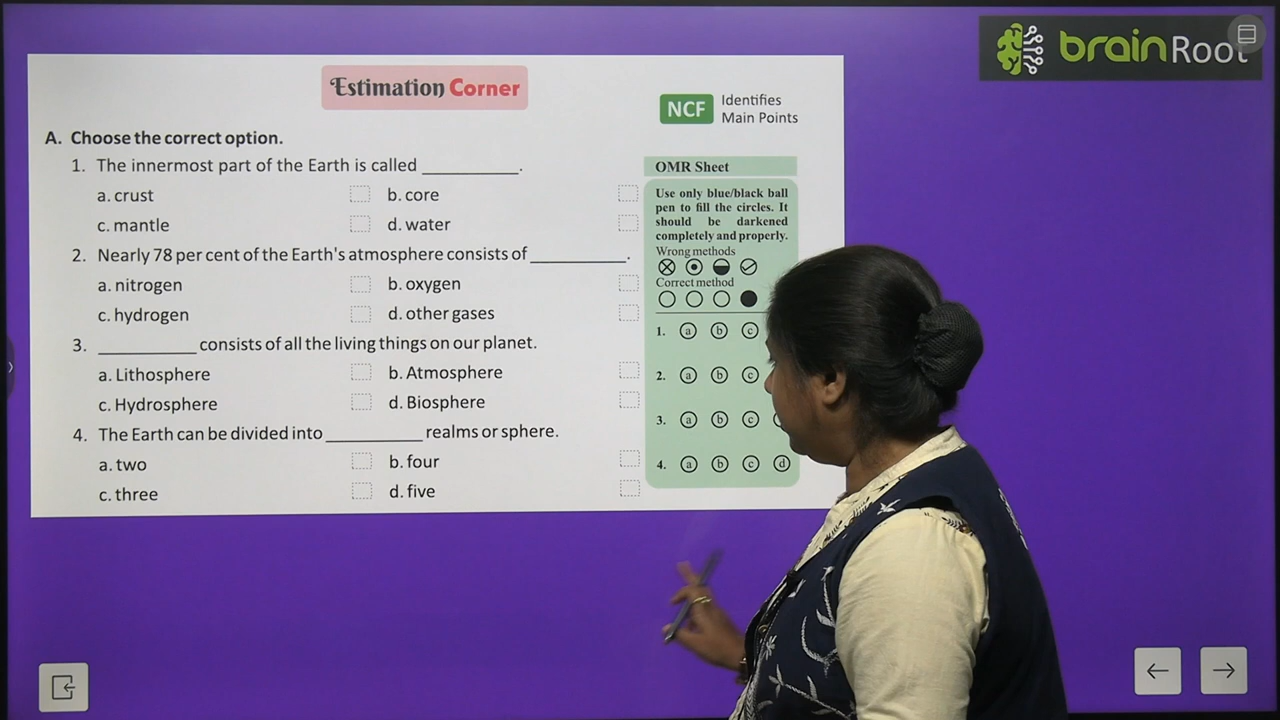 brainRoot
Estimation Corner
NCF Identifies
Main Points
A. Choose the correct option.
1. The innermost part of the Earth is called __________.
a. crust b. core
c. mantle d. water
2. Nearly 78 per cent of the Earth's atmosphere consists of __________.
a. nitrogen b. oxygen
c. hydrogen d. other gases
3. __________ consists of all the living things on our planet.
a. Lithosphere b. Atmosphere
c. Hydrosphere d. Biosphere
4. The Earth can be divided into __________ realms or sphere.
a. two b. four
c. three d. five
OMR Sheet
Use only blue/black ball
pen to fill the circles. It
should be darkened
completely and properly.
Wrong methods
Correct method
1. a b c
2. a b c
3. a b c
4. a b c d